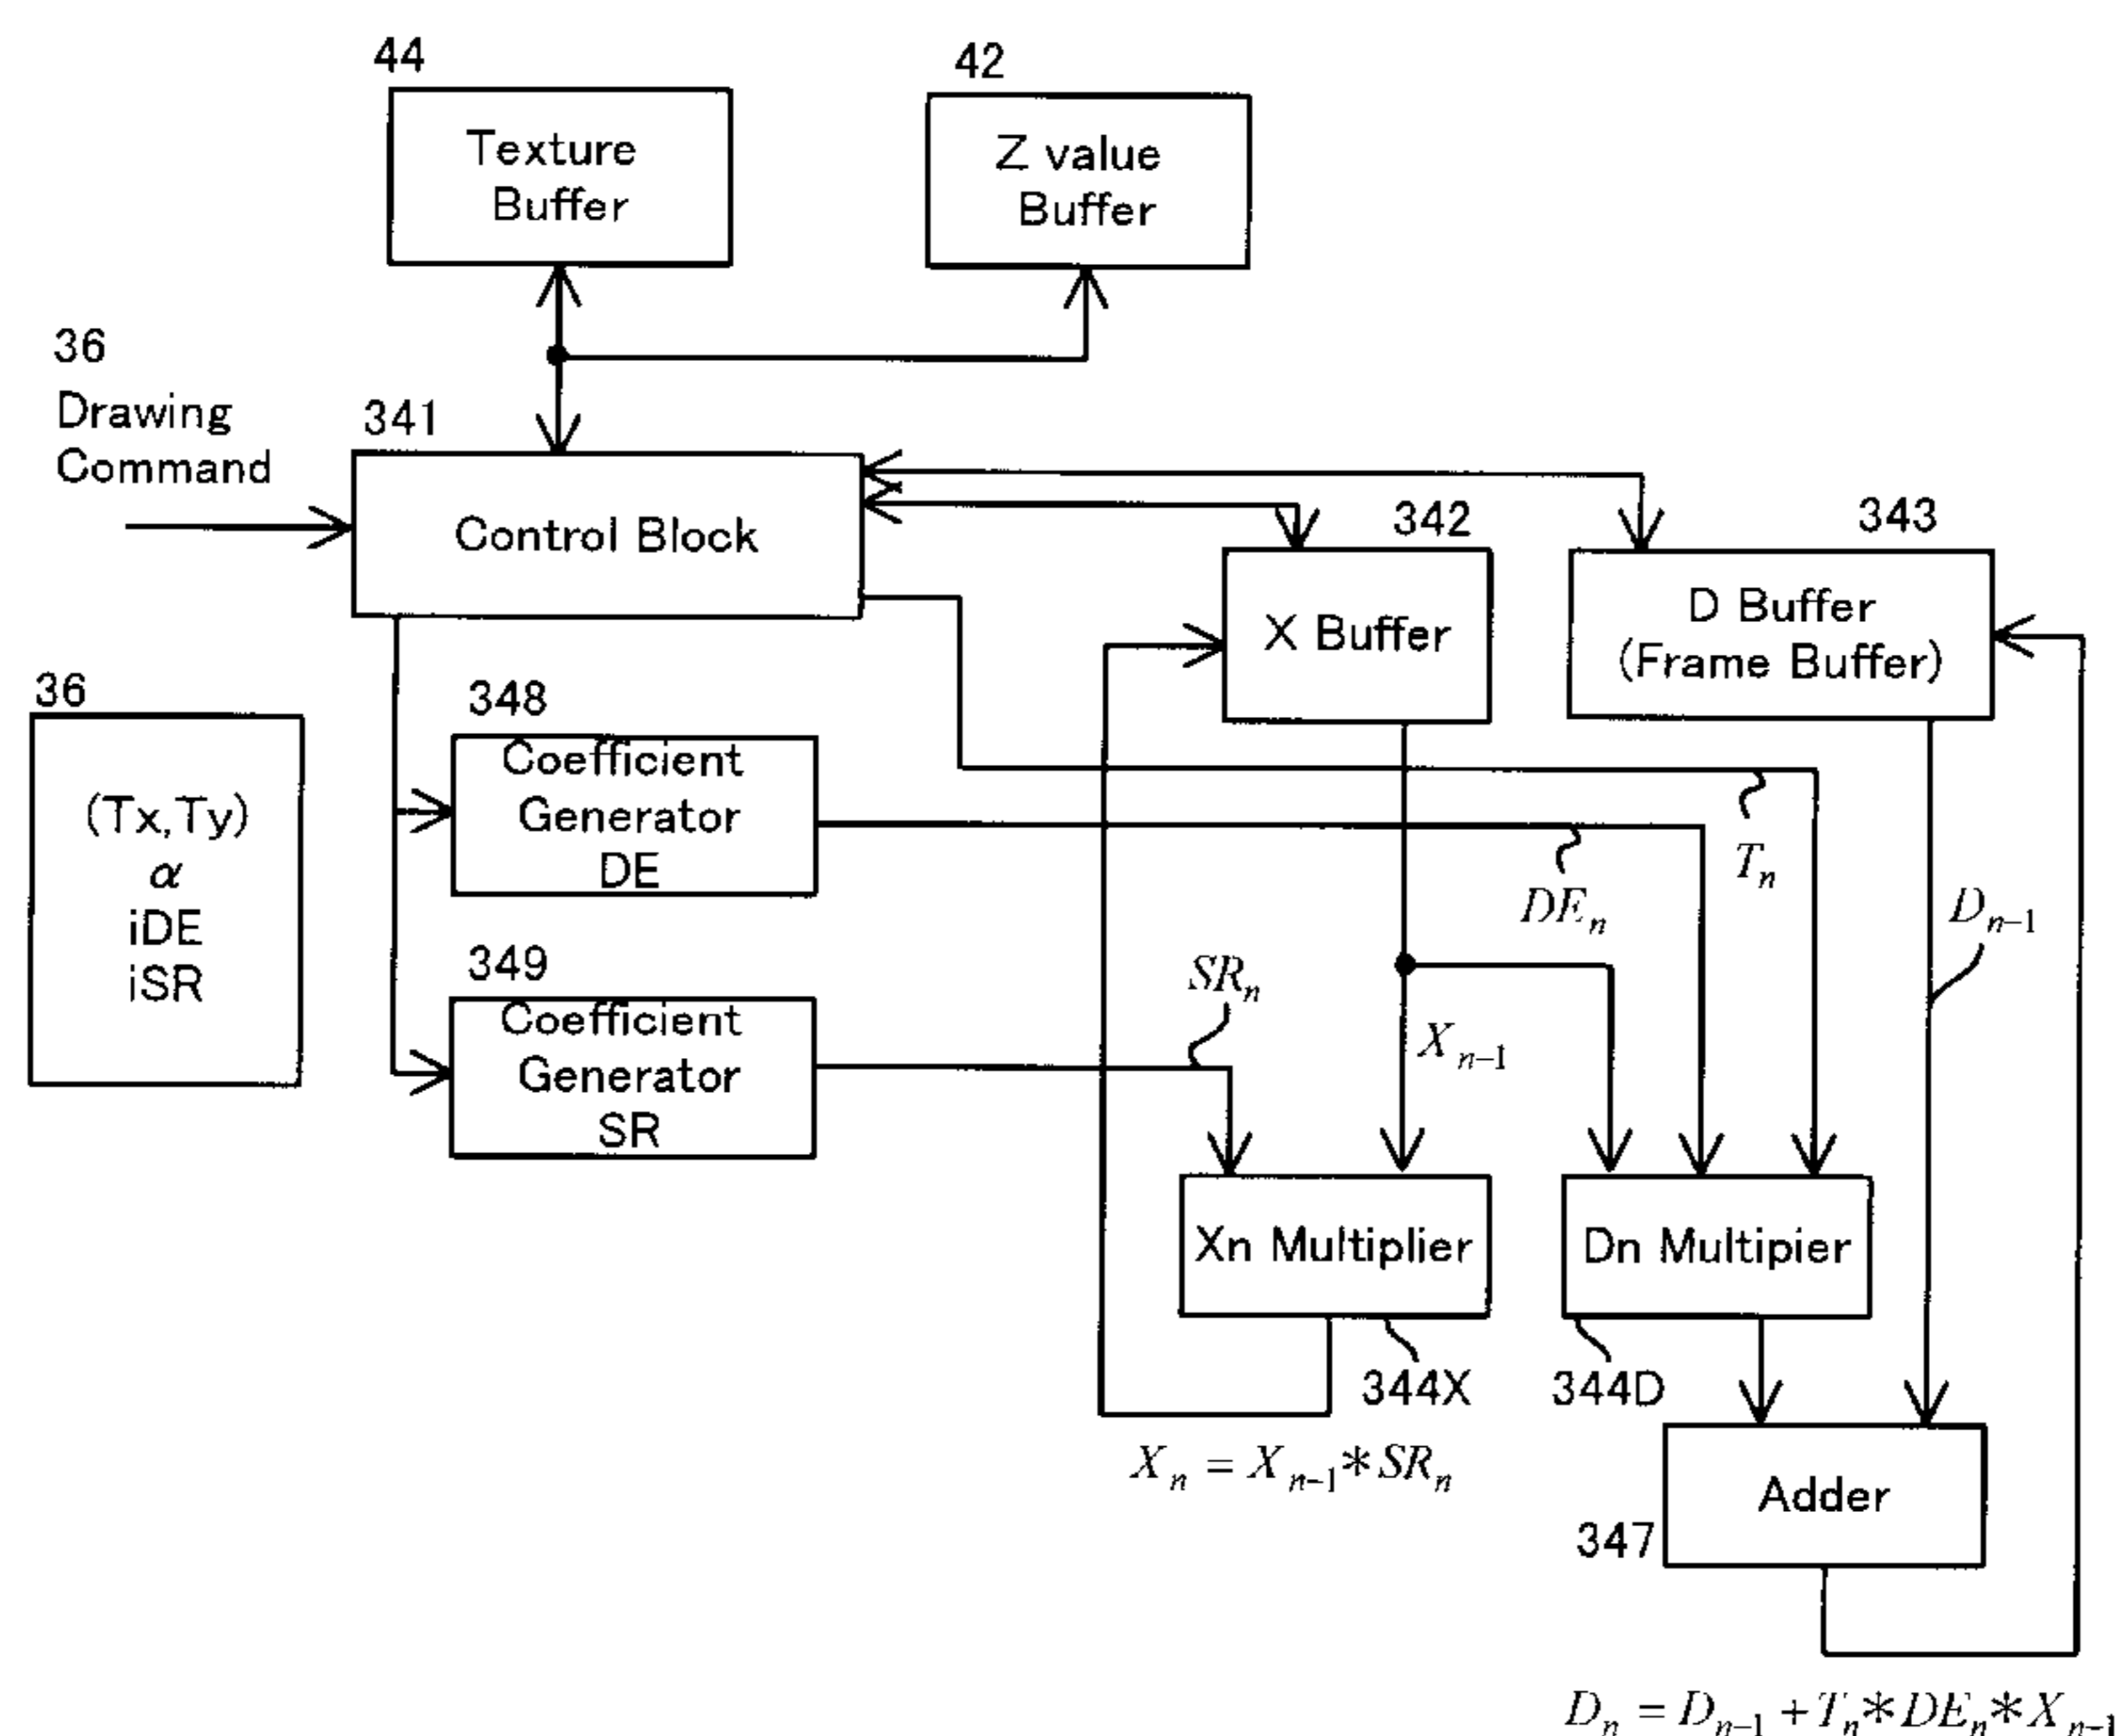 44
Texture
Buffer
42
Z value
Buffer
36
Drawing
Command
341
Control Block
342
X Buffer
343
D Buffer
(Frame Buffer)
36
(Tx,Ty)
α
iDE
iSR
348
Coefficient
Generator
DE
349
Coefficient
Generator
SR
T_n
DE_n
D_{n-1}
SR_n
X_{n-1}
Xn Multiplier
344X
Dn Multipier
344D
X_n = X_{n-1} * SR_n
Adder
347
D_n = D_{n-1} + T_n * DE_n * X_{n-1}